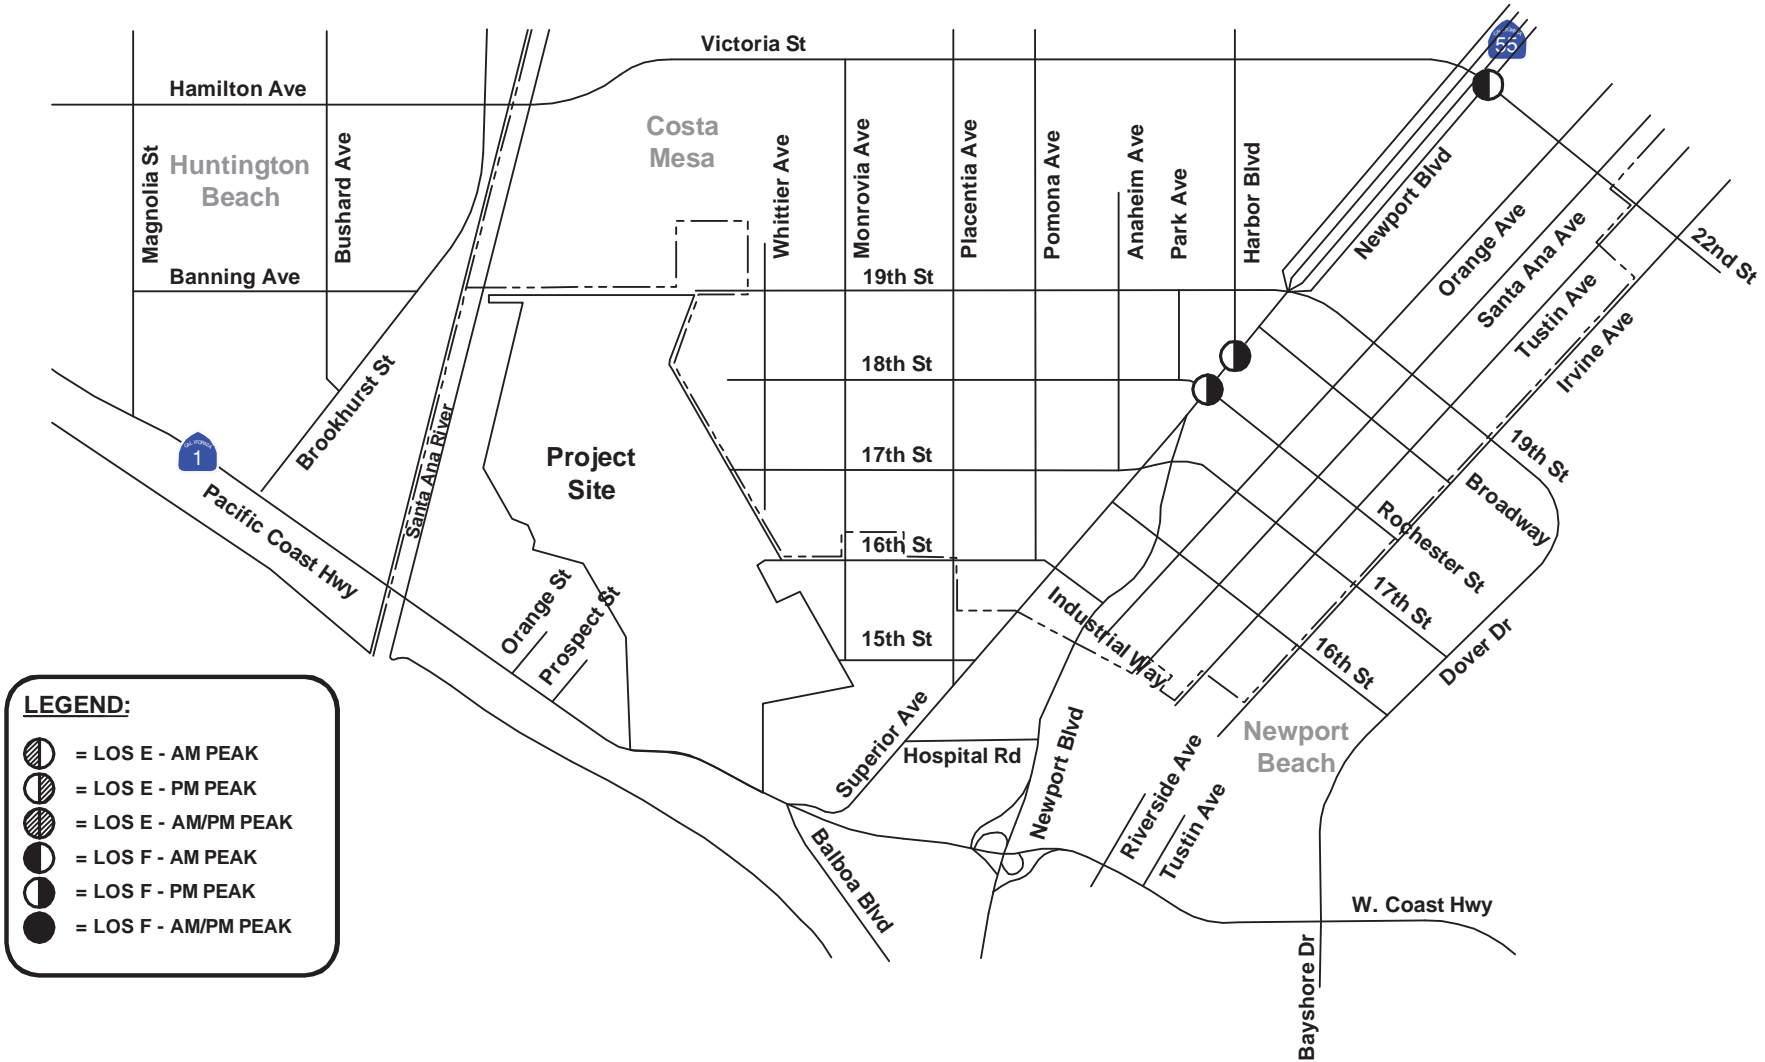 Victoria St
CALIFORNIA
55
Hamilton Ave
Costa
Mesa
Huntington
Beach
Magnolia St
Bushard Ave
Whittier Ave
Monrovia Ave
Placentia Ave
Pomona Ave
Anaheim Ave
Park Ave
Harbor Blvd
Newport Blvd
Orange Ave
Santa Ana Ave
Tustin Ave
Irvine Ave
22nd St
Banning Ave
19th St
18th St
17th St
16th St
15th St
Brookhurst St
Santa Ana River
CALIFORNIA
1
Pacific Coast Hwy
Project
Site
Orange St
Prospect St
19th St
Broadway
Rochester St
17th St
16th St
Dover Dr
Industrial Way
Superior Ave
Hospital Rd
Newport Blvd
Newport
Beach
Riverside Ave
Tustin Ave
Balboa Blvd
W. Coast Hwy
Bayshore Dr
LEGEND:
= LOS E - AM PEAK
= LOS E - PM PEAK
= LOS E - AM/PM PEAK
= LOS F - AM PEAK
= LOS F - PM PEAK
= LOS F - AM/PM PEAK